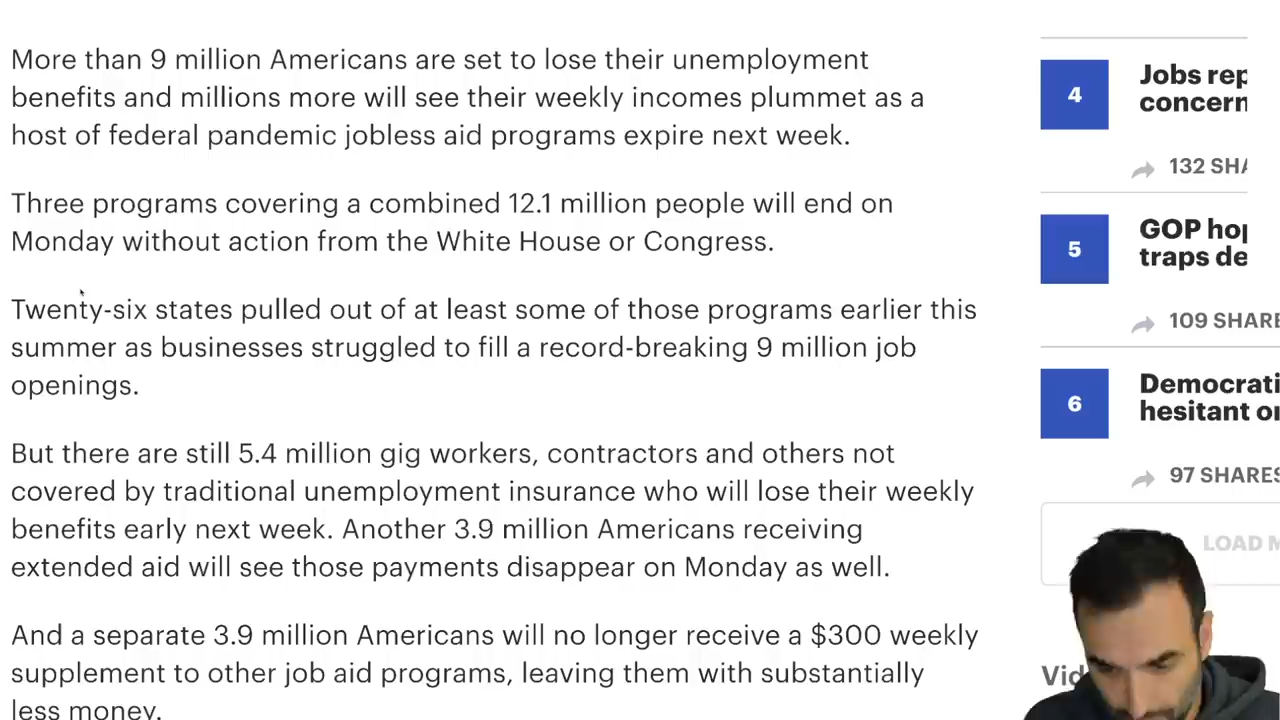 More than 9 million Americans are set to lose their unemployment
benefits and millions more will see their weekly incomes plummet as a
host of federal pandemic jobless aid programs expire next week.
Three programs covering a combined 12.1 million people will end on
Monday without action from the White House or Congress.
Twenty-six states pulled out of at least some of those programs earlier this
summer as businesses struggled to fill a record-breaking 9 million job
openings.
But there are still 5.4 million gig workers, contractors and others not
covered by traditional unemployment insurance who will lose their weekly
benefits early next week. Another 3.9 million Americans receiving
extended aid will see those payments disappear on Monday as well.
And a separate 3.9 million Americans will no longer receive a $300 weekly
supplement to other job aid programs, leaving them with substantially
less money.
4
Jobs rep
concern
132 SHA
5
GOP hop
traps de
109 SHARE
6
Democrati
hesitant or
97 SHARES
LOAD M
Vid